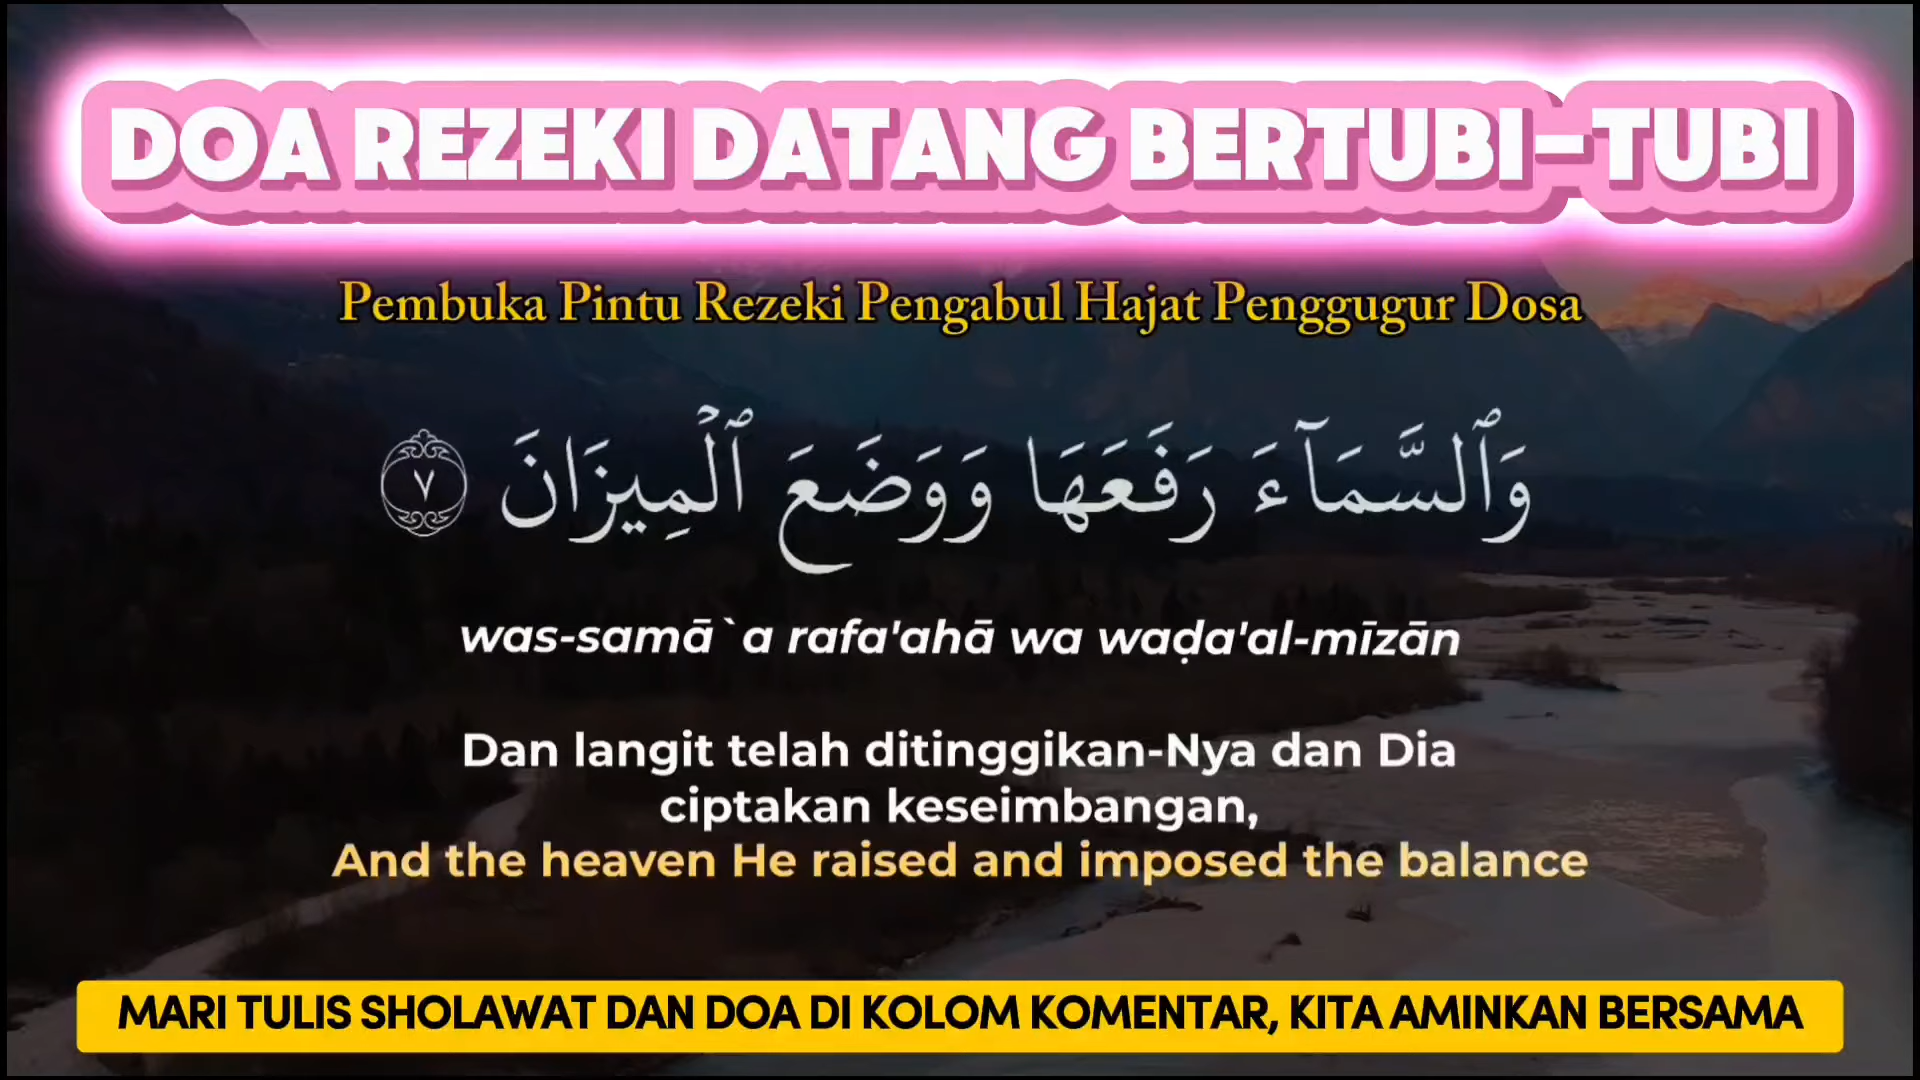 DOA REZEKI DATANG BERTUBI-TUBI
Pembuka Pintu Rezeki Pengabul Hajat Penggugur Dosa
وَٱلسَّمَآءَ رَفَعَهَا وَوَضَعَ ٱلْمِيزَانَ ٧
was-samā`a rafa'ahā wa waḍa'al-mīzān
Dan langit telah ditinggikan-Nya dan Dia
ciptakan keseimbangan,
And the heaven He raised and imposed the balance
MARI TULIS SHOLAWAT DAN DOA DI KOLOM KOMENTAR, KITA AMINKAN BERSAMA